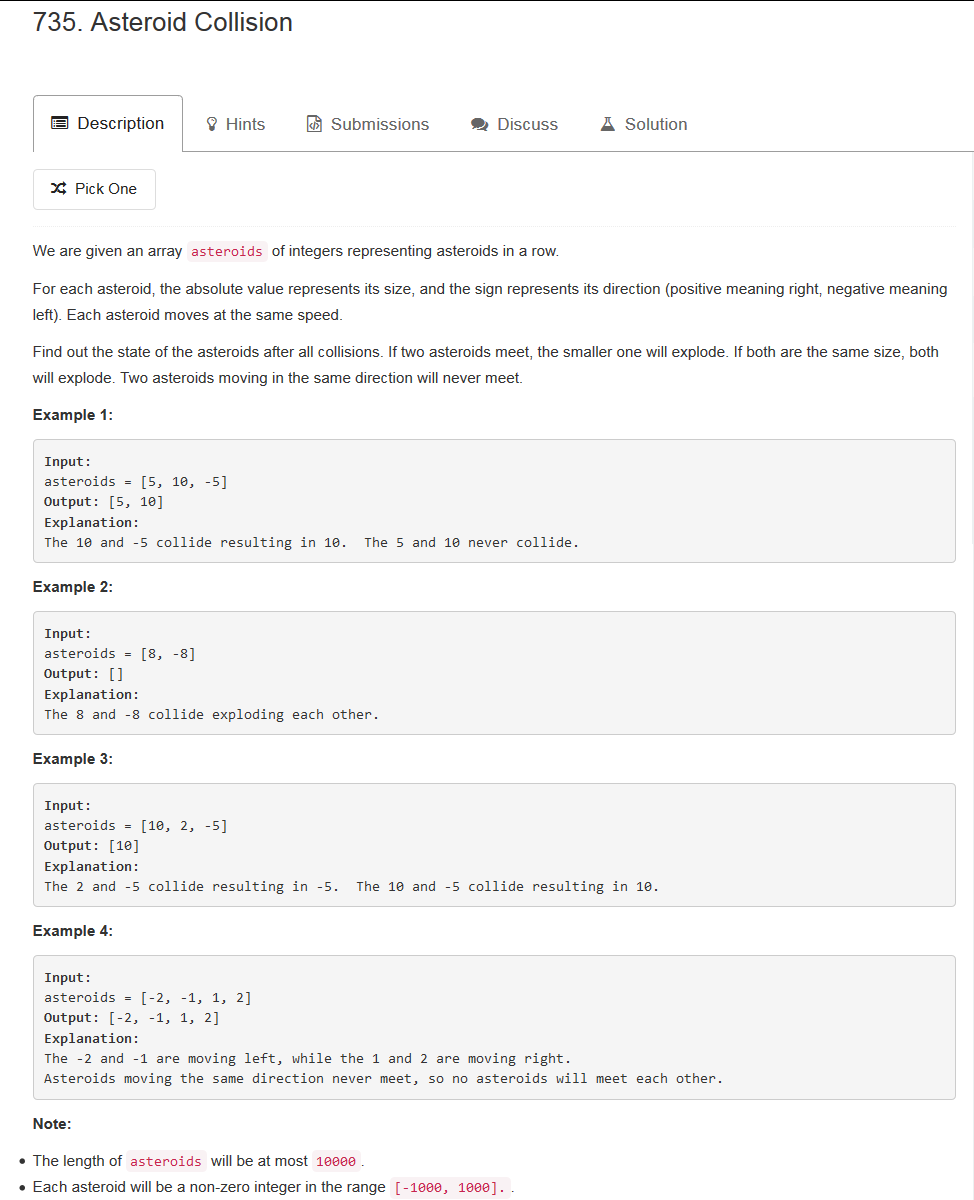 735. Asteroid Collision
Description
Hints
Submissions
Discuss
Solution
Pick One
We are given an array asteroids of integers representing asteroids in a row.
For each asteroid, the absolute value represents its size, and the sign represents its direction (positive meaning right, negative meaning
left). Each asteroid moves at the same speed.
Find out the state of the asteroids after all collisions. If two asteroids meet, the smaller one will explode. If both are the same size, both
will explode. Two asteroids moving in the same direction will never meet.
Example 1:
Input:
asteroids = [5, 10, -5]
Output: [5, 10]
Explanation:
The 10 and -5 collide resulting in 10.  The 5 and 10 never collide.
Example 2:
Input:
asteroids = [8, -8]
Output: []
Explanation:
The 8 and -8 collide exploding each other.
Example 3:
Input:
asteroids = [10, 2, -5]
Output: [10]
Explanation:
The 2 and -5 collide resulting in -5.  The 10 and -5 collide resulting in 10.
Example 4:
Input:
asteroids = [-2, -1, 1, 2]
Output: [-2, -1, 1, 2]
Explanation:
The -2 and -1 are moving left, while the 1 and 2 are moving right.
Asteroids moving the same direction never meet, so no asteroids will meet each other.
Note:
• The length of asteroids will be at most 10000 .
• Each asteroid will be a non-zero integer in the range [-1000, 1000]. .